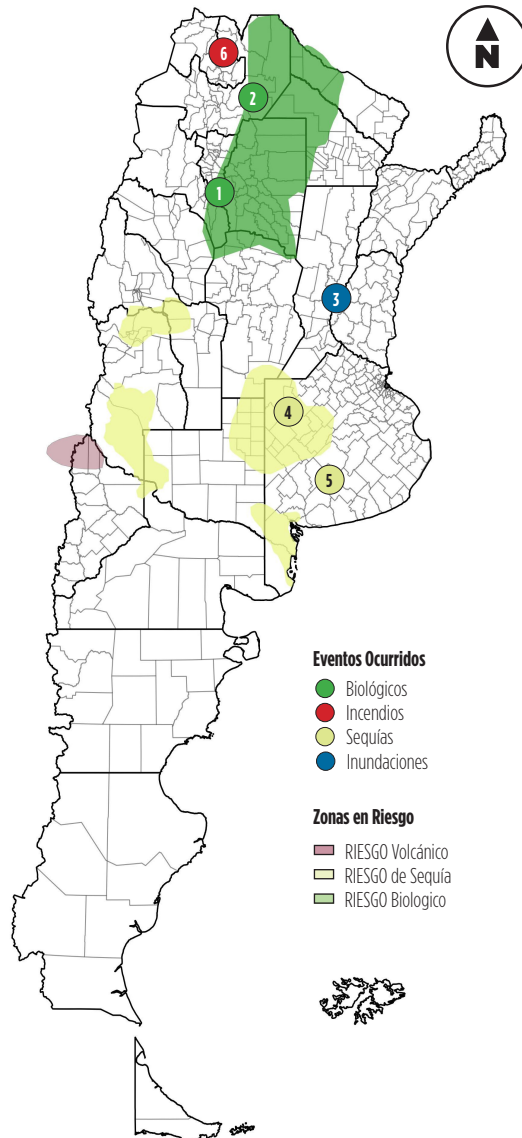 N
6
2
1
3
4
5
Eventos Ocurridos
Biológicos
Incendios
Sequías
Inundaciones
Zonas en Riesgo
RIESGO Volcánico
RIESGO de Sequía
RIESGO Biologico